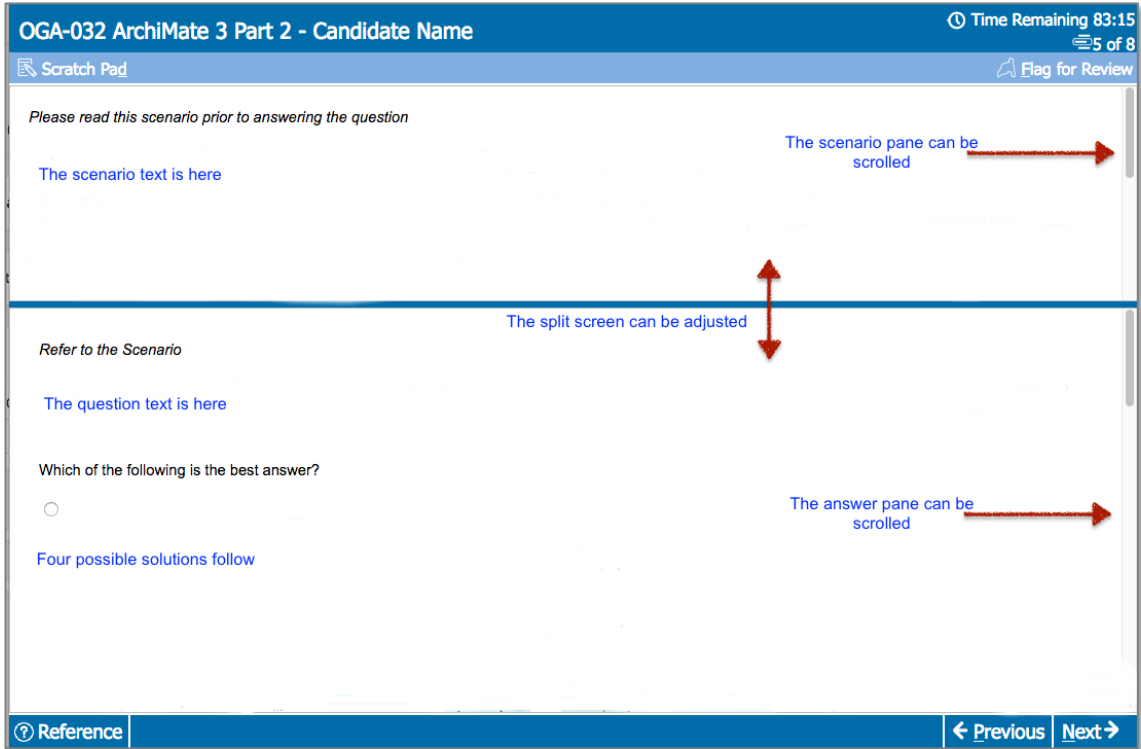 OGA-032 ArchiMate 3 Part 2 - Candidate Name
Time Remaining 83:15
5 of 8
Scratch Pad
Flag for Review
Please read this scenario prior to answering the question
The scenario pane can be
scrolled
The scenario text is here
The split screen can be adjusted
Refer to the Scenario
The question text is here
Which of the following is the best answer?
The answer pane can be
scrolled
Four possible solutions follow
? Reference
Previous
Next